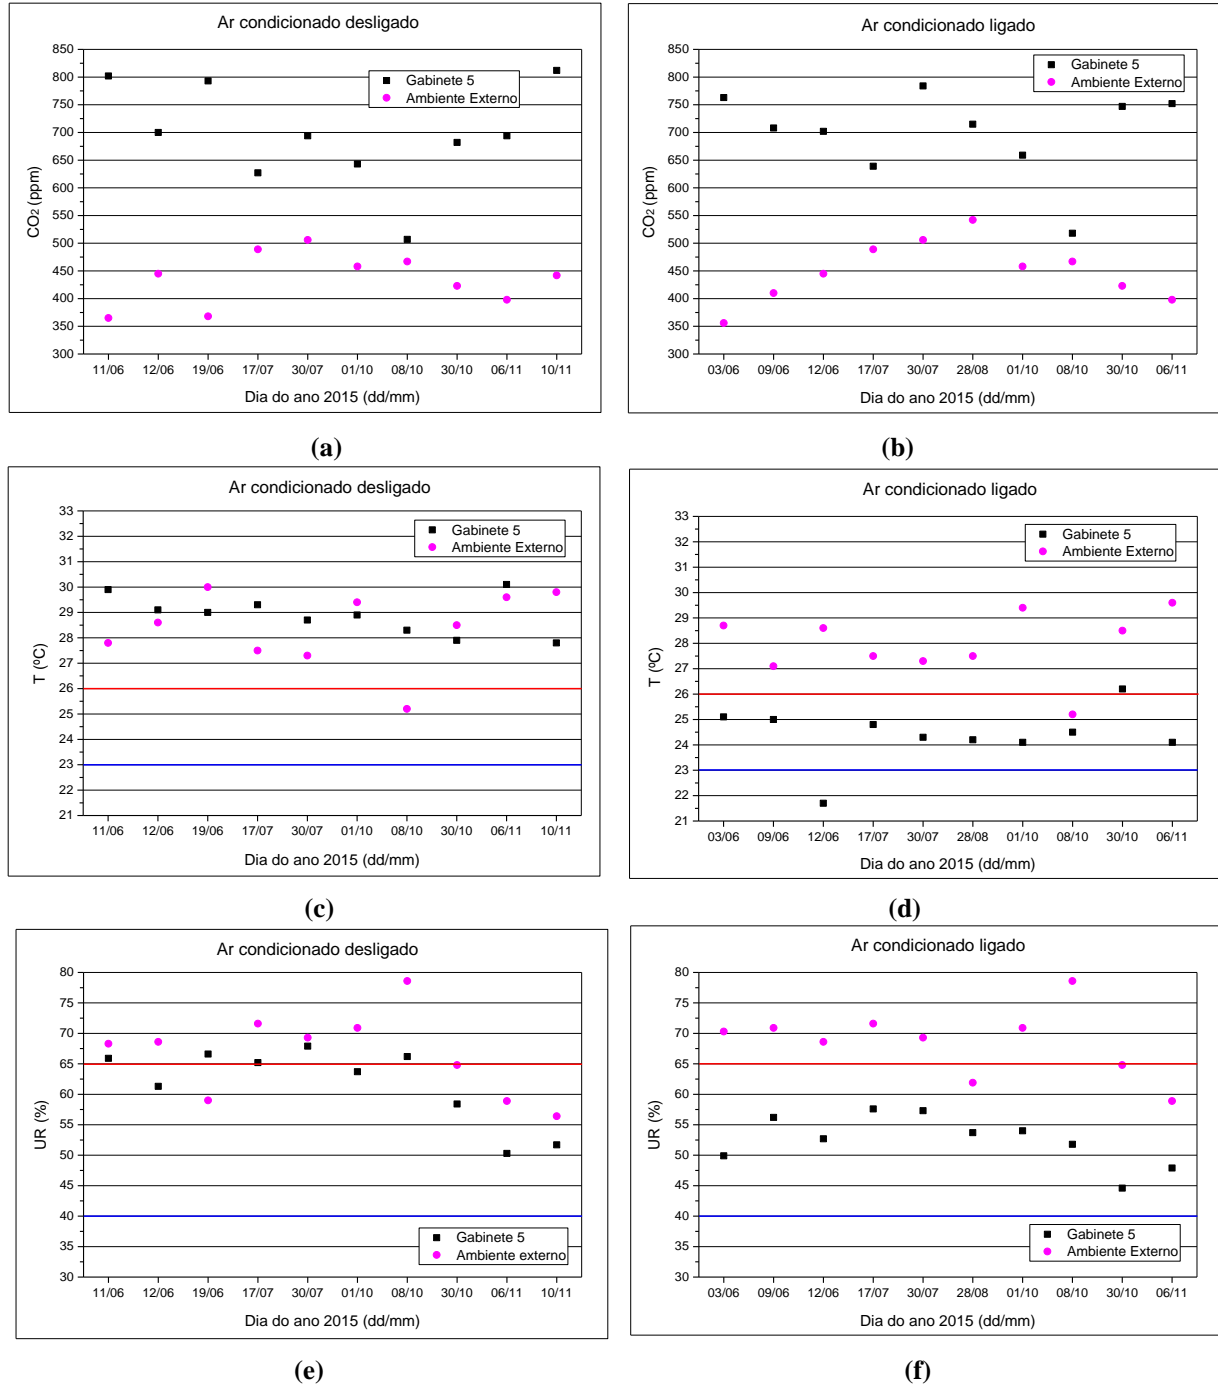 Ar condicionado desligado
850
800
750
700
650
600
550
500
450
400
350
300
CO2 (ppm)
Gabinete 5
Ambiente Externo
11/06 12/06 19/06 17/07 30/07 01/10 08/10 30/10 06/11 10/11
Dia do ano 2015 (dd/mm)
(a)
Ar condicionado ligado
850
800
750
700
650
600
550
500
450
400
350
300
CO2 (ppm)
Gabinete 5
Ambiente Externo
03/06 09/06 12/06 17/07 30/07 28/08 01/10 08/10 30/10 06/11
Dia do ano 2015 (dd/mm)
(b)
Ar condicionado desligado
33
32
31
30
29
28
27
26
25
24
23
22
21
T (ºC)
Gabinete 5
Ambiente Externo
11/06 12/06 19/06 17/07 30/07 01/10 08/10 30/10 06/11 10/11
Dia do ano 2015 (dd/mm)
(c)
Ar condicionado ligado
33
32
31
30
29
28
27
26
25
24
23
22
21
T (ºC)
Gabinete 5
Ambiente Externo
03/06 09/06 12/06 17/07 30/07 28/08 01/10 08/10 30/10 06/11
Dia do ano 2015 (dd/mm)
(d)
Ar condicionado desligado
80
75
70
65
60
55
50
45
40
35
30
UR (%)
Gabinete 5
Ambiente externo
11/06 12/06 19/06 17/07 30/07 01/10 08/10 30/10 06/11 10/11
Dia do ano 2015 (dd/mm)
(e)
Ar condicionado ligado
80
75
70
65
60
55
50
45
40
35
30
UR (%)
Gabinete 5
Ambiente Externo
03/06 09/06 12/06 17/07 30/07 28/08 01/10 08/10 30/10 06/11
Dia do ano 2015 (dd/mm)
(f)